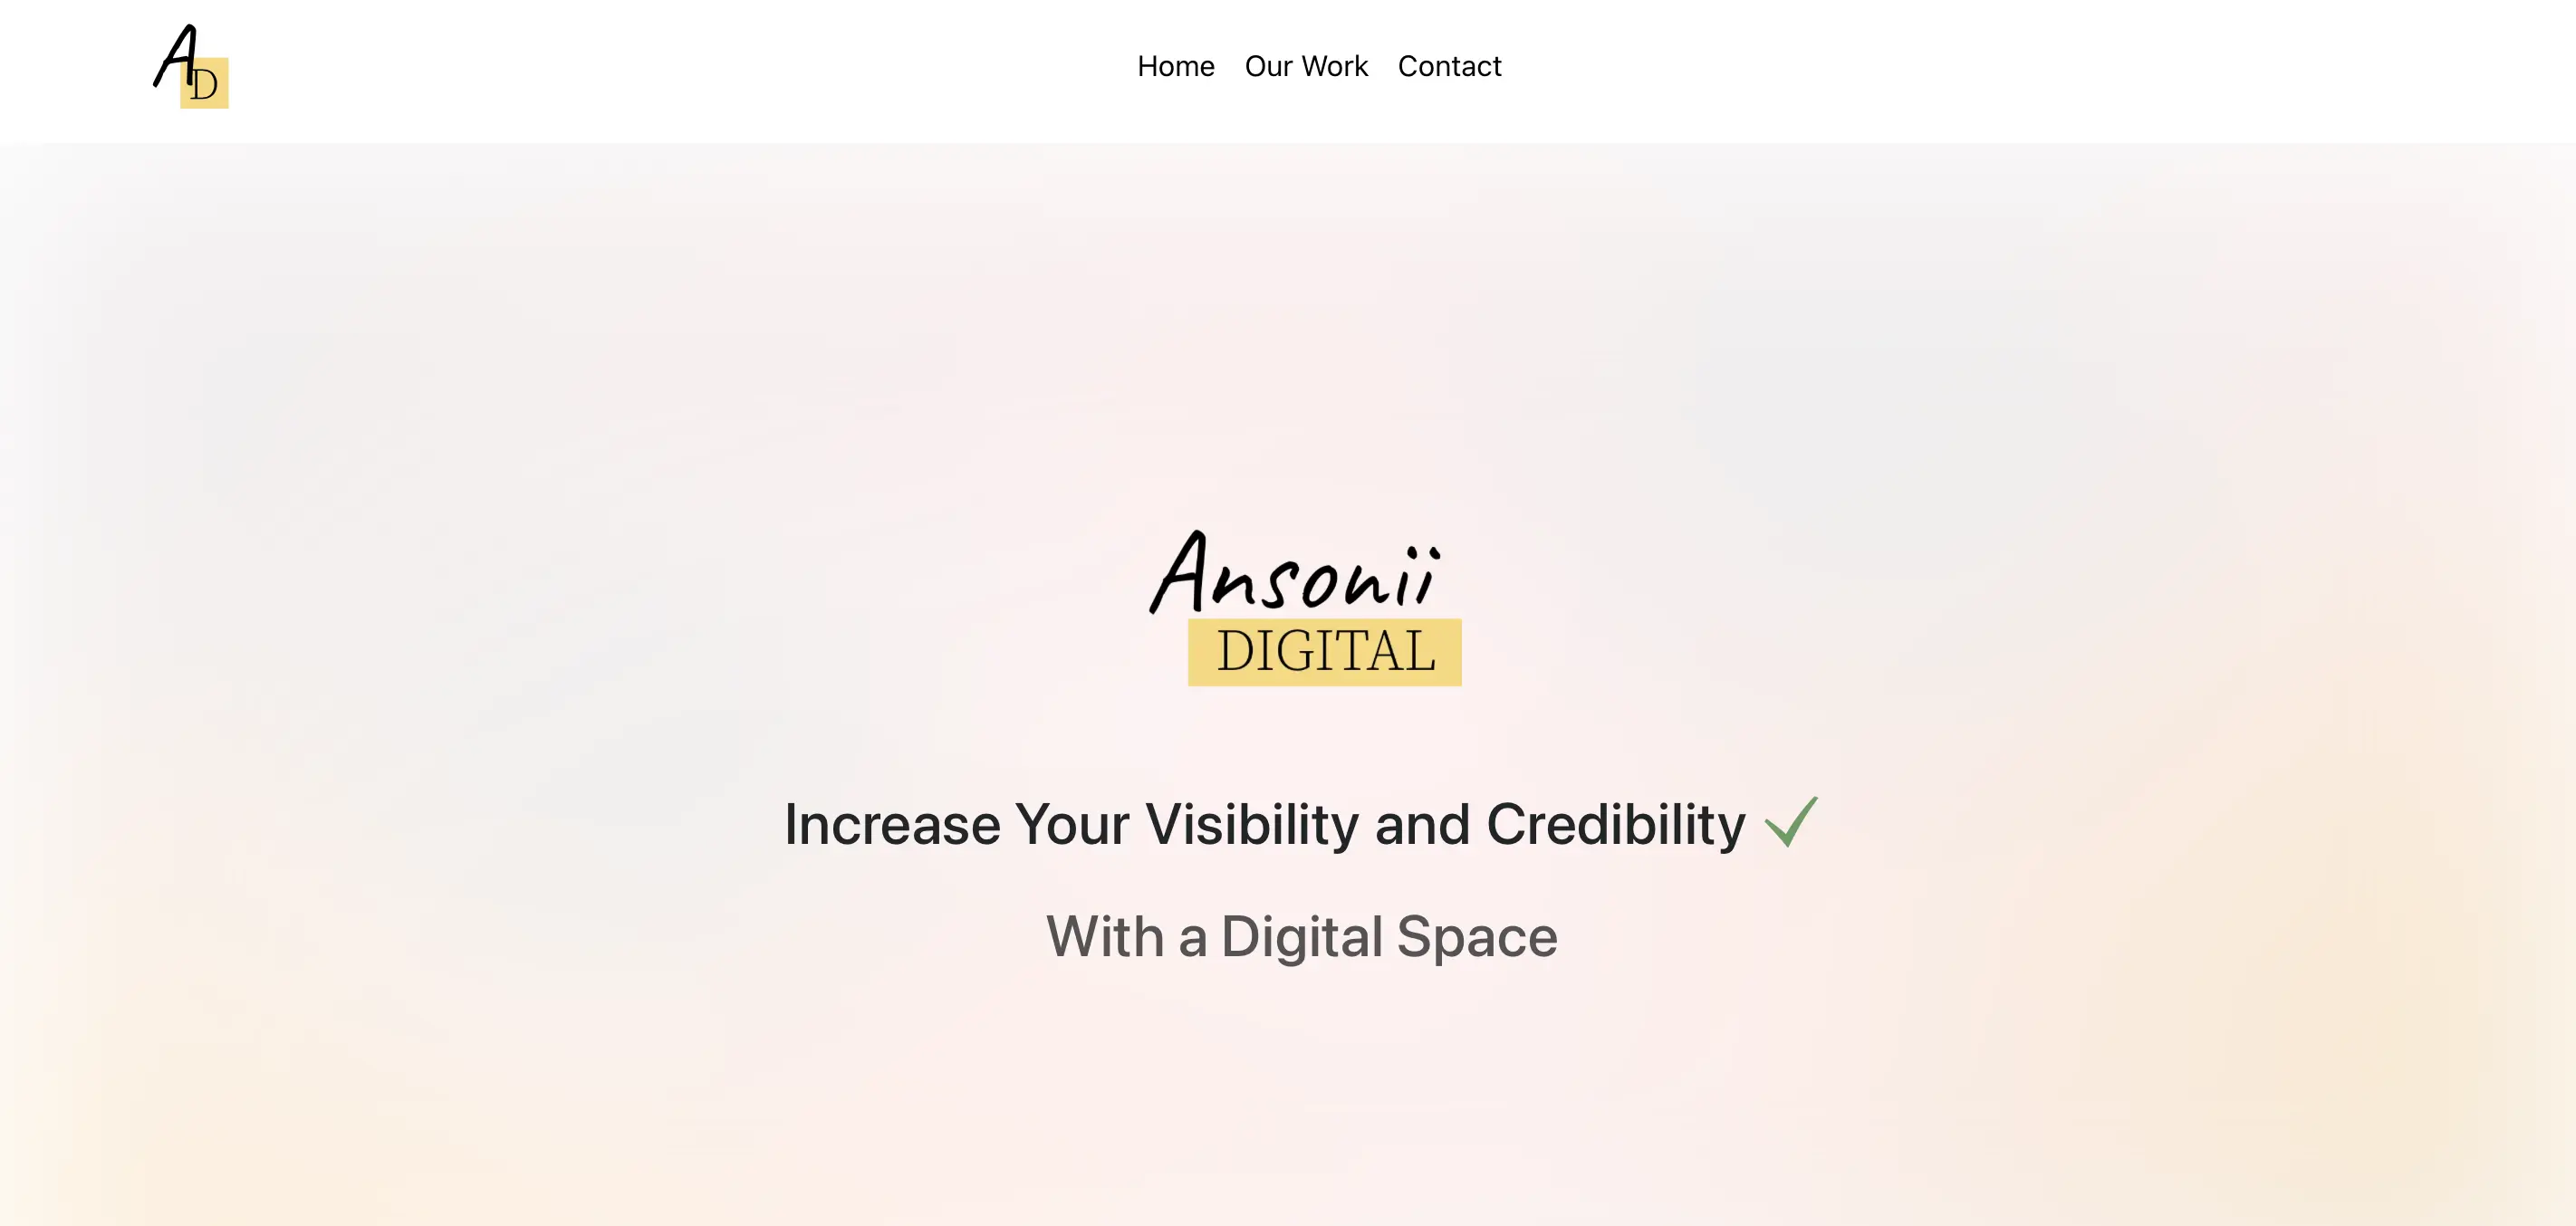 AD
Home Our Work Contact
Ansonii
DIGITAL
Increase Your Visibility and Credibility ✓
With a Digital Space